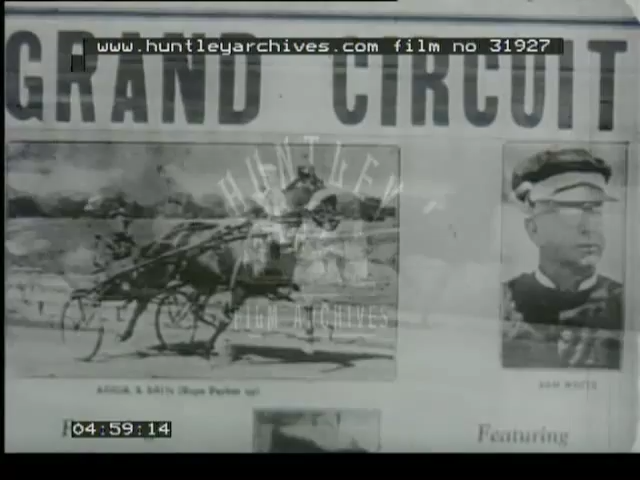 www.huntleyarchives.com film no 31927
GRAND CIRCUIT
HUNTLEY
FILM ARCHIVES
04:59:14
Featuring